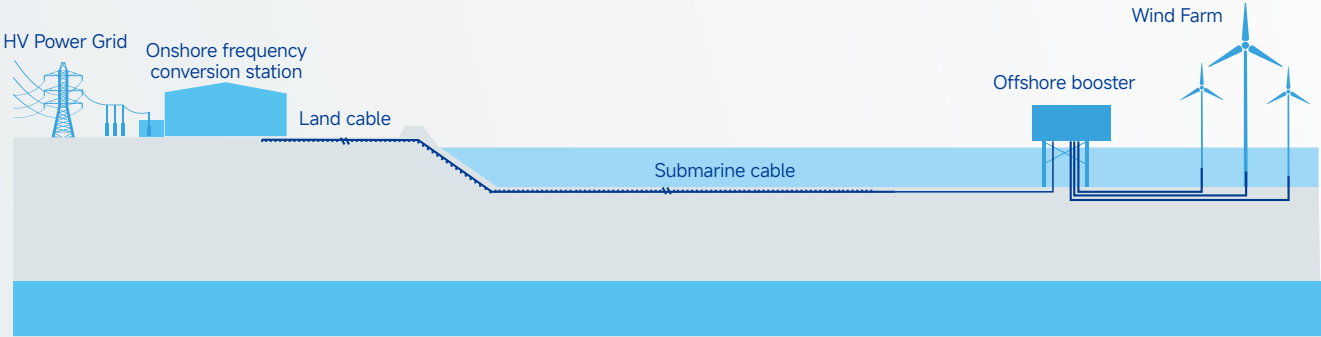 HV Power Grid
Onshore frequency
conversion station
Land cable
Submarine cable
Offshore booster
Wind Farm